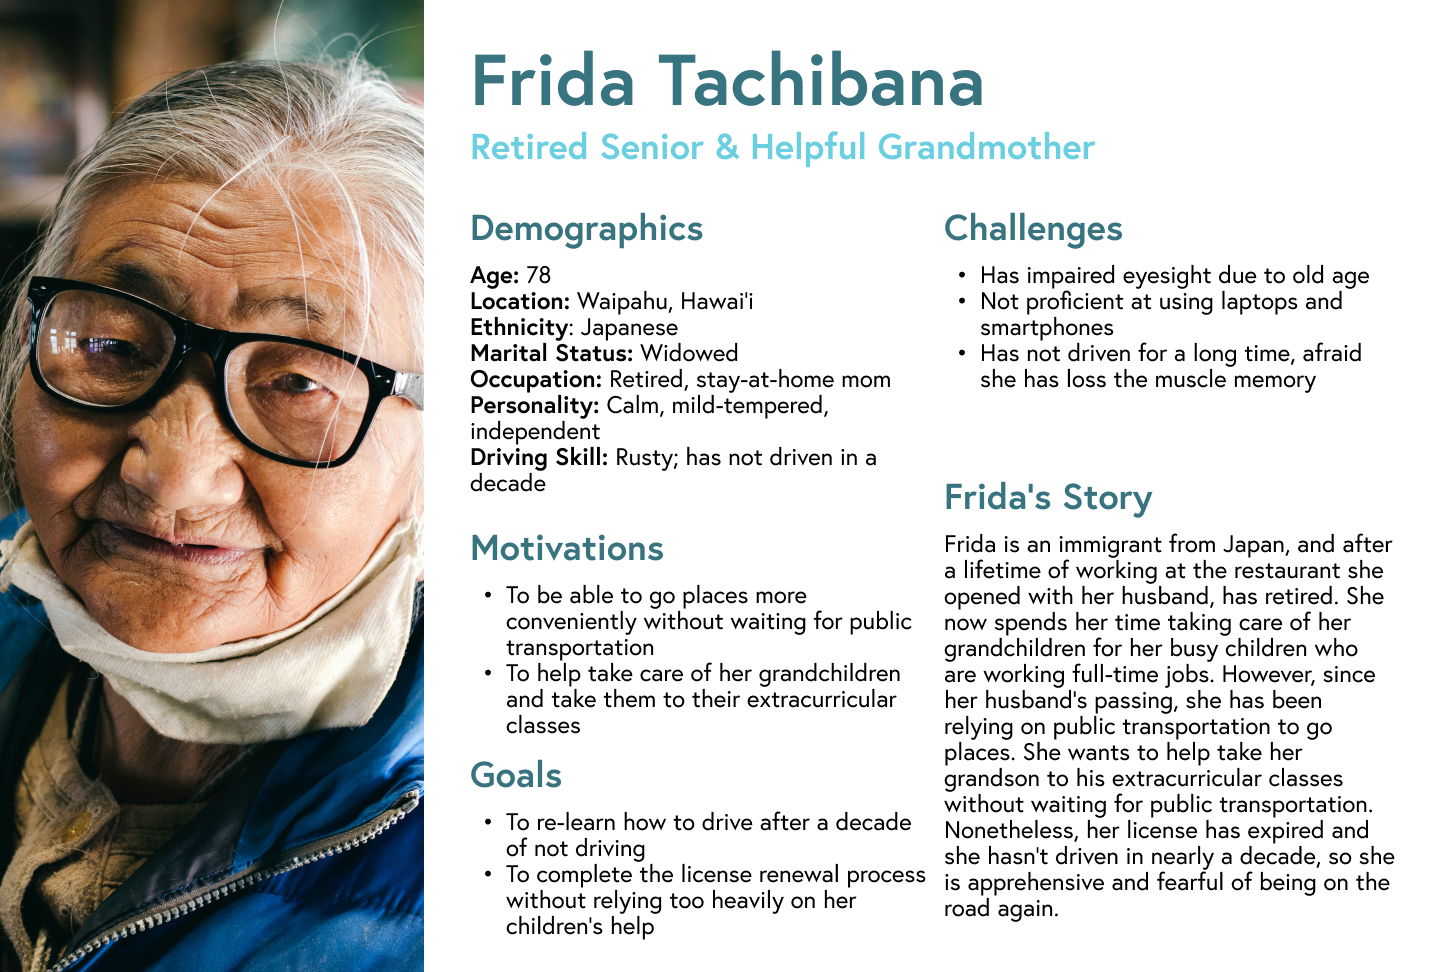 Frida Tachibana
Retired Senior & Helpful Grandmother
Demographics
Age: 78
Location: Waipahu, Hawai'i
Ethnicity: Japanese
Marital Status: Widowed
Occupation: Retired, stay-at-home mom
Personality: Calm, mild-tempered,
independent
Driving Skill: Rusty; has not driven in a
decade
Motivations
• To be able to go places more
conveniently without waiting for public
transportation
• To help take care of her grandchildren
and take them to their extracurricular
classes
Goals
• To re-learn how to drive after a decade
of not driving
• To complete the license renewal process
without relying too heavily on her
children's help
Challenges
• Has impaired eyesight due to old age
• Not proficient at using laptops and
smartphones
• Has not driven for a long time, afraid
she has loss the muscle memory
Frida's Story
Frida is an immigrant from Japan, and after
a lifetime of working at the restaurant she
opened with her husband, has retired. She
now spends her time taking care of her
grandchildren for her busy children who
are working full-time jobs. However, since
her husband's passing, she has been
relying on public transportation to go
places. She wants to help take her
grandson to his extracurricular classes
without waiting for public transportation.
Nonetheless, her license has expired and
she hasn't driven in nearly a decade, so she
is apprehensive and fearful of being on the
road again.